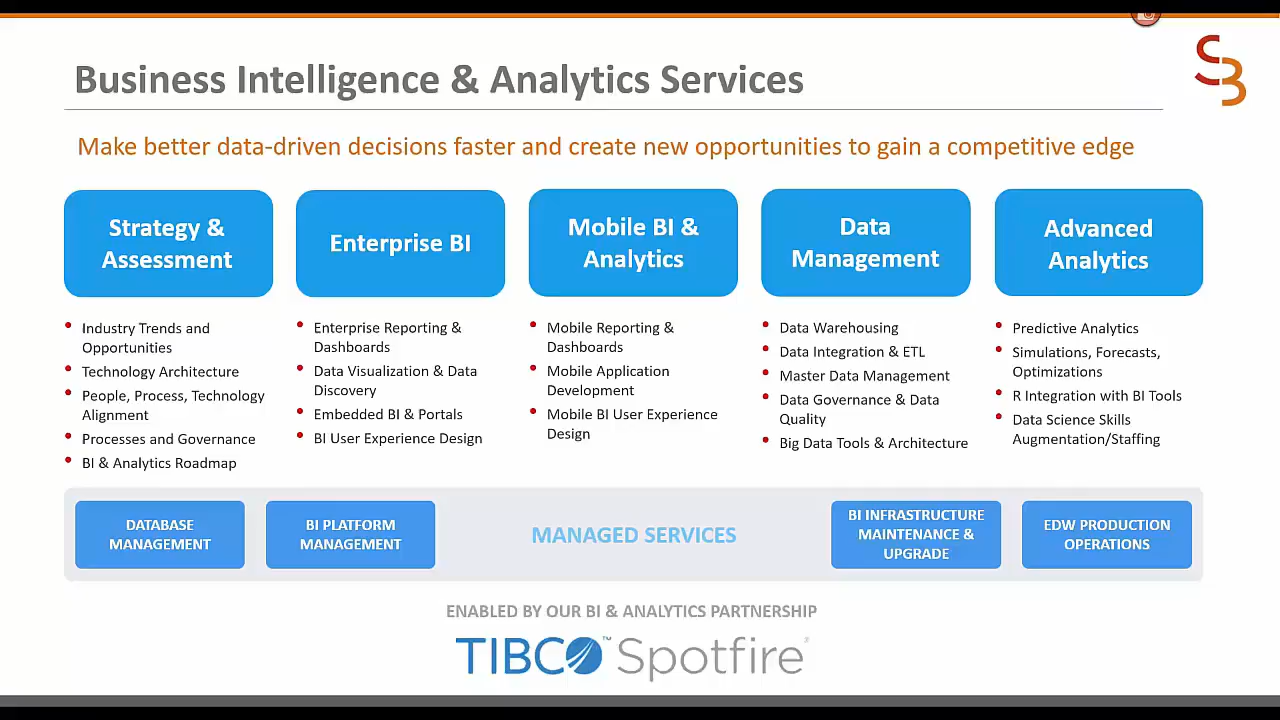 Business Intelligence & Analytics Services
SB
Make better data-driven decisions faster and create new opportunities to gain a competitive edge
Strategy &
Assessment
Enterprise BI
Mobile BI &
Analytics
Data
Management
Advanced
Analytics
• Industry Trends and
Opportunities
• Technology Architecture
• People, Process, Technology
Alignment
• Processes and Governance
• BI & Analytics Roadmap
• Enterprise Reporting &
Dashboards
• Data Visualization & Data
Discovery
• Embedded BI & Portals
• BI User Experience Design
• Mobile Reporting &
Dashboards
• Mobile Application
Development
• Mobile BI User Experience
Design
• Data Warehousing
• Data Integration & ETL
• Master Data Management
• Data Governance & Data
Quality
• Big Data Tools & Architecture
• Predictive Analytics
• Simulations, Forecasts,
Optimizations
• R Integration with BI Tools
• Data Science Skills
Augmentation/Staffing
DATABASE
MANAGEMENT
BI PLATFORM
MANAGEMENT
MANAGED SERVICES
BI INFRASTRUCTURE
MAINTENANCE &
UPGRADE
EDW PRODUCTION
OPERATIONS
ENABLED BY OUR BI & ANALYTICS PARTNERSHIP
TIBCO™ Spotfire®